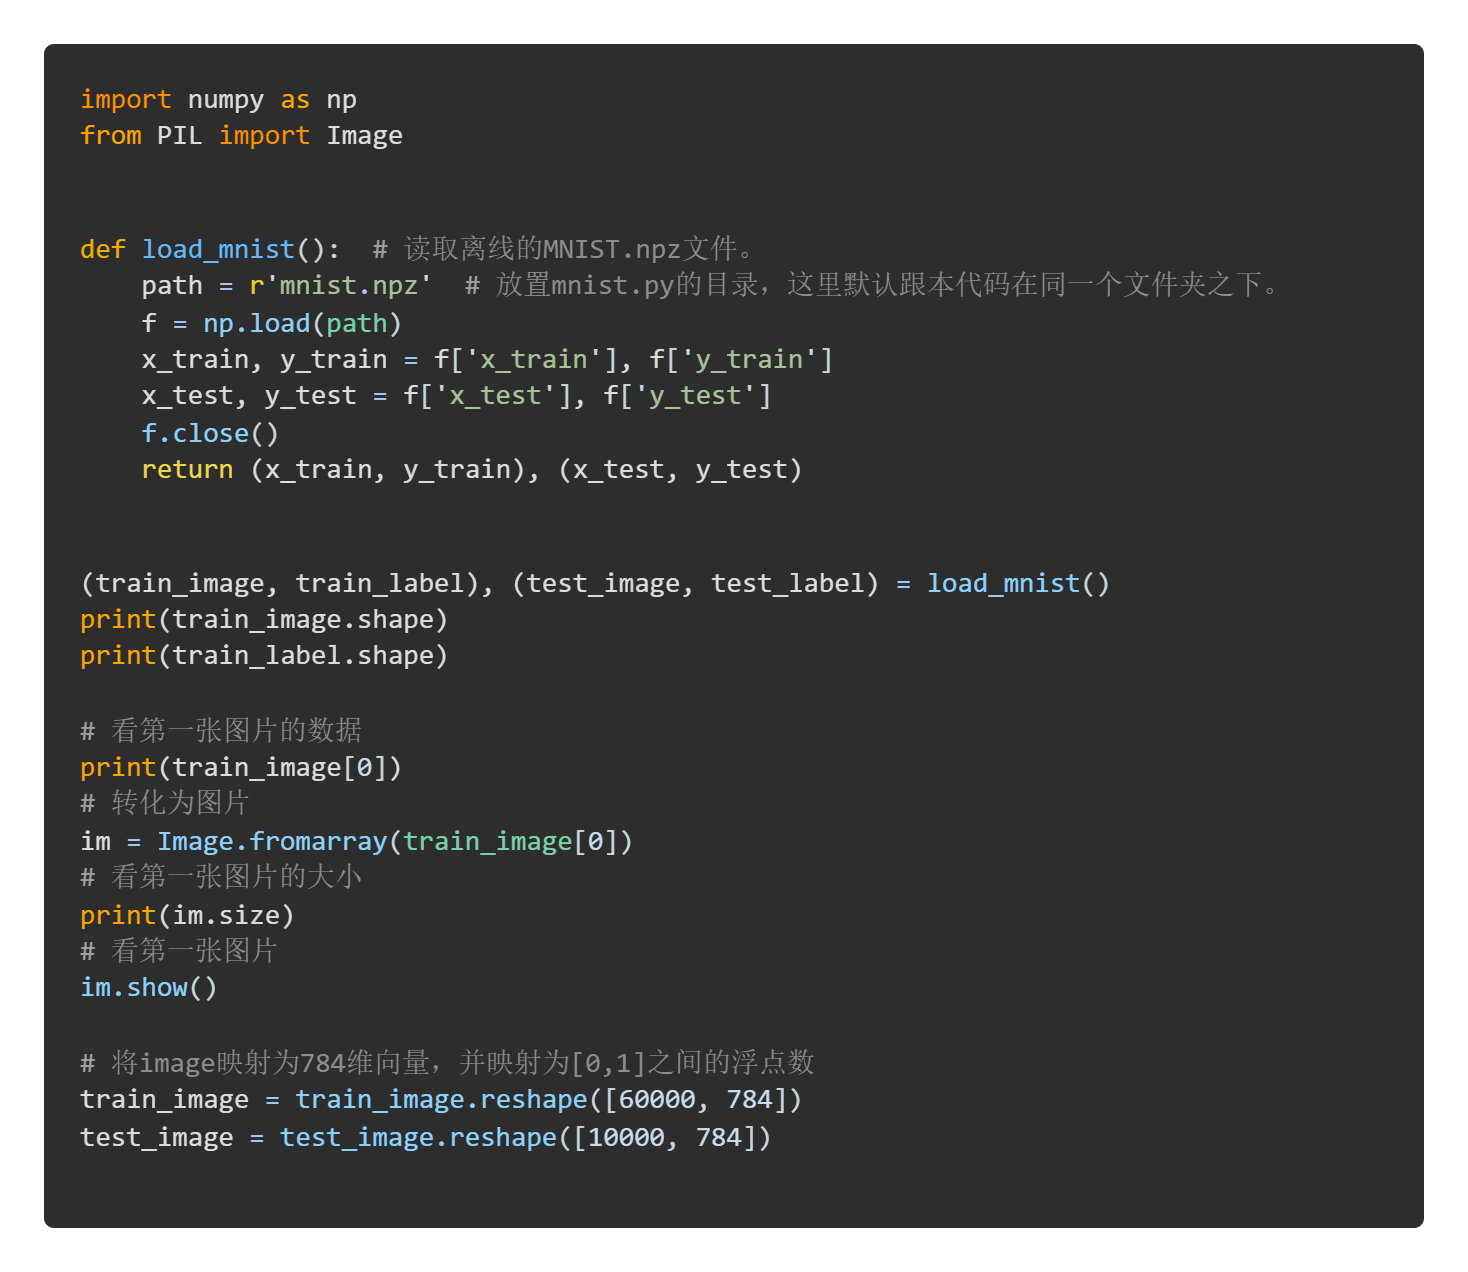 import numpy as np
from PIL import Image
def load_mnist():  # 读取离线的MNIST.npz文件。
    path = r'mnist.npz'  # 放置mnist.py的目录，这里默认跟本代码在同一个文件夹之下。
    f = np.load(path)
    x_train, y_train = f['x_train'], f['y_train']
    x_test, y_test = f['x_test'], f['y_test']
    f.close()
    return (x_train, y_train), (x_test, y_test)
(train_image, train_label), (test_image, test_label) = load_mnist()
print(train_image.shape)
print(train_label.shape)
# 看第一张图片的数据
print(train_image[0])
# 转化为图片
im = Image.fromarray(train_image[0])
# 看第一张图片的大小
print(im.size)
# 看第一张图片
im.show()
# 将image映射为784维向量，并映射为[0,1]之间的浮点数
train_image = train_image.reshape([60000, 784])
test_image = test_image.reshape([10000, 784])